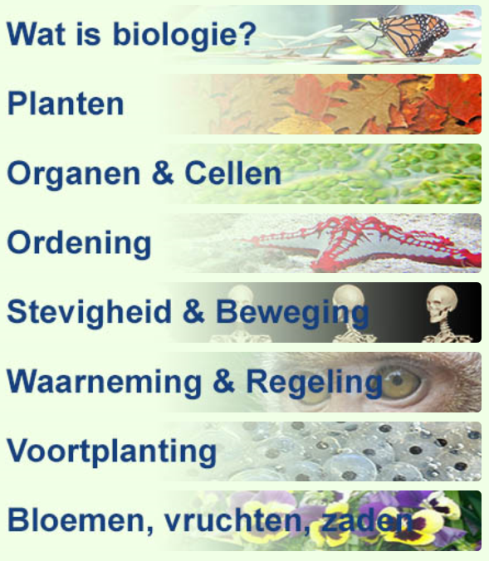 Wat is biologie?
Planten
Organen & Cellen
Ordening
Stevigheid & Beweging
Waarneming & Regeling
Voortplanting
Bloemen, vruchten, zaden